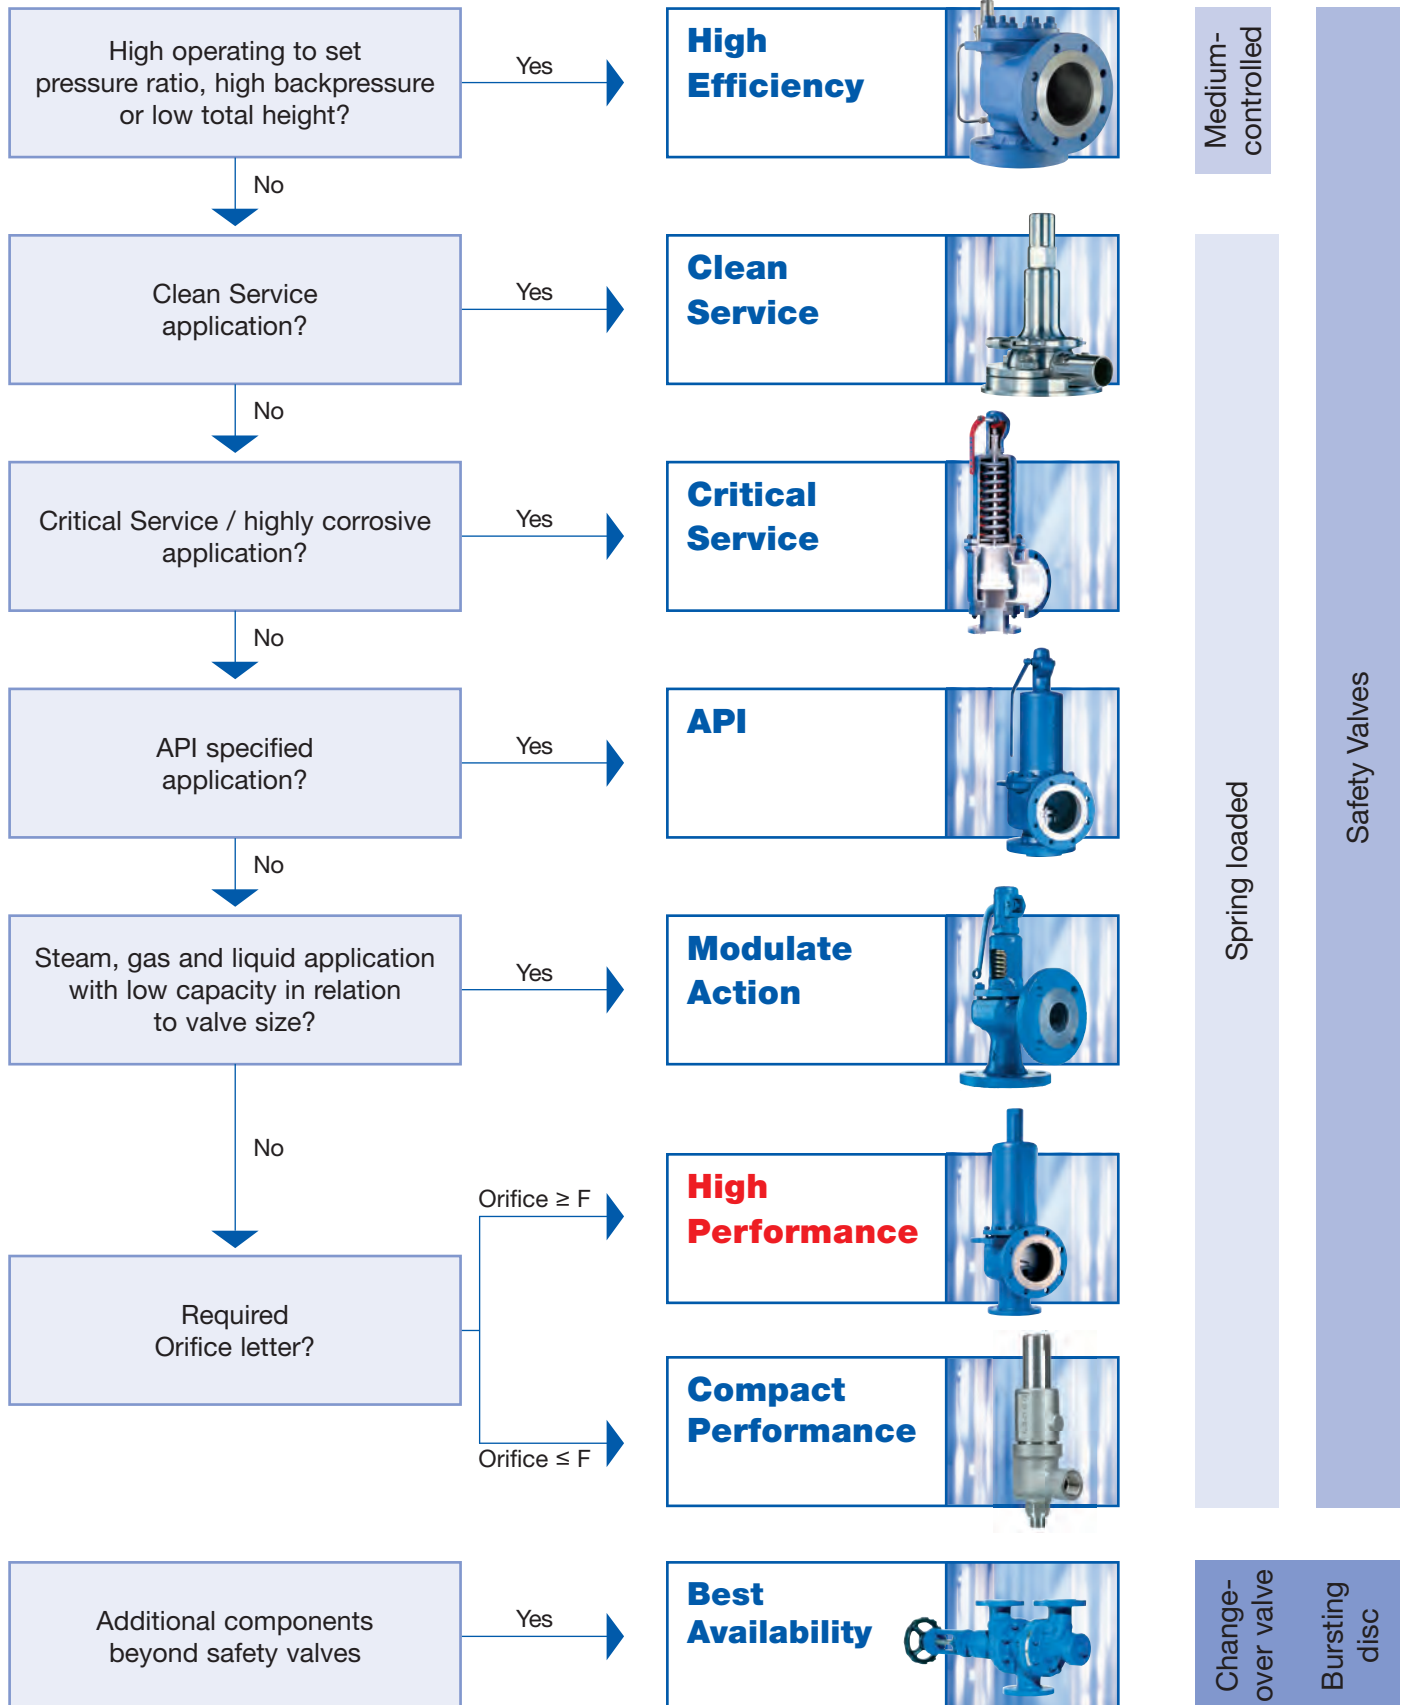 High operating to set
pressure ratio, high backpressure
or low total height?
Yes
High
Efficiency
No
Clean Service
application?
Yes
Clean
Service
No
Critical Service / highly corrosive
application?
Yes
Critical
Service
No
API specified
application?
Yes
API
No
Steam, gas and liquid application
with low capacity in relation
to valve size?
Yes
Modulate
Action
No
Required
Orifice letter?
Orifice ≥ F
High
Performance
Orifice ≤ F
Compact
Performance
Additional components
beyond safety valves
Yes
Best
Availability
Medium-
controlled
Spring loaded
Safety Valves
Change-
over valve
Bursting
disc